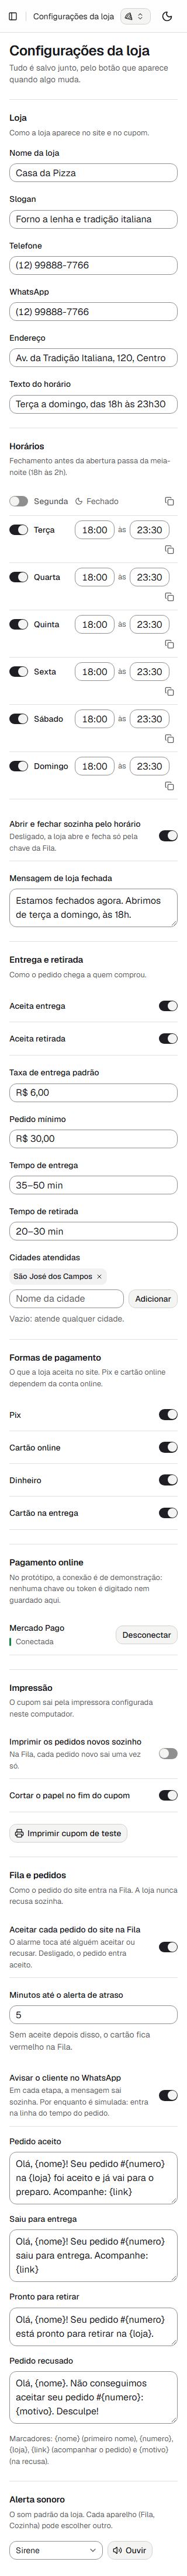 Configurações da loja
Configurações da loja
Tudo é salvo junto, pelo botão que aparece
quando algo muda.
Loja
Como a loja aparece no site e no cupom.
Nome da loja
Casa da Pizza
Slogan
Forno a lenha e tradição italiana
Telefone
(12) 99888-7766
WhatsApp
(12) 99888-7766
Endereço
Av. da Tradição Italiana, 120, Centro
Texto do horário
Terça a domingo, das 18h às 23h30
Horários
Fechamento antes da abertura passa da meia-
noite (18h às 2h).
Segunda Fechado
Terça 18:00 às 23:30
Quarta 18:00 às 23:30
Quinta 18:00 às 23:30
Sexta 18:00 às 23:30
Sábado 18:00 às 23:30
Domingo 18:00 às 23:30
Abrir e fechar sozinha pelo horário
Desligado, a loja abre e fecha só pela
chave da Fila.
Mensagem de loja fechada
Estamos fechados agora. Abrimos
de terça a domingo, às 18h.
Entrega e retirada
Como o pedido chega a quem comprou.
Aceita entrega
Aceita retirada
Taxa de entrega padrão
R$ 6,00
Pedido mínimo
R$ 30,00
Tempo de entrega
35–50 min
Tempo de retirada
20–30 min
Cidades atendidas
São José dos Campos ×
Nome da cidade Adicionar
Vazio: atende qualquer cidade.
Formas de pagamento
O que a loja aceita no site. Pix e cartão online
dependem da conta online.
Pix
Cartão online
Dinheiro
Cartão na entrega
Pagamento online
No protótipo, a conexão é de demonstração:
nenhuma chave ou token é digitado nem
guardado aqui.
Mercado Pago
Conectada
Desconectar
Impressão
O cupom sai pela impressora configurada
neste computador.
Imprimir os pedidos novos sozinho
Na Fila, cada pedido novo sai uma vez
só.
Cortar o papel no fim do cupom
Imprimir cupom de teste
Fila e pedidos
Como o pedido do site entra na Fila. A loja nunca
recusa sozinha.
Aceitar cada pedido do site na Fila
O alarme toca até alguém aceitar ou
recusar. Desligado, o pedido entra
aceito.
Minutos até o alerta de atraso
5
Sem aceite depois disso, o cartão fica
vermelho na Fila.
Avisar o cliente no WhatsApp
Em cada etapa, a mensagem sai
sozinha. Por enquanto é simulada: entra
na linha do tempo do pedido.
Pedido aceito
Olá, {nome}! Seu pedido #{numero}
na {loja} foi aceito e já vai para o
preparo. Acompanhe: {link}
Saiu para entrega
Olá, {nome}! Seu pedido #{numero}
saiu para entrega. Acompanhe:
{link}
Pronto para retirar
Olá, {nome}! Seu pedido #{numero}
está pronto para retirar na {loja}.
Pedido recusado
Olá, {nome}. Não conseguimos
aceitar seu pedido #{numero}:
{motivo}. Desculpe!
Marcadores: {nome} (primeiro nome), {numero},
{loja}, {link} (acompanhar o pedido) e {motivo}
(na recusa).
Alerta sonoro
O som padrão da loja. Cada aparelho (Fila,
Cozinha) pode escolher outro.
Sirene Ouvir